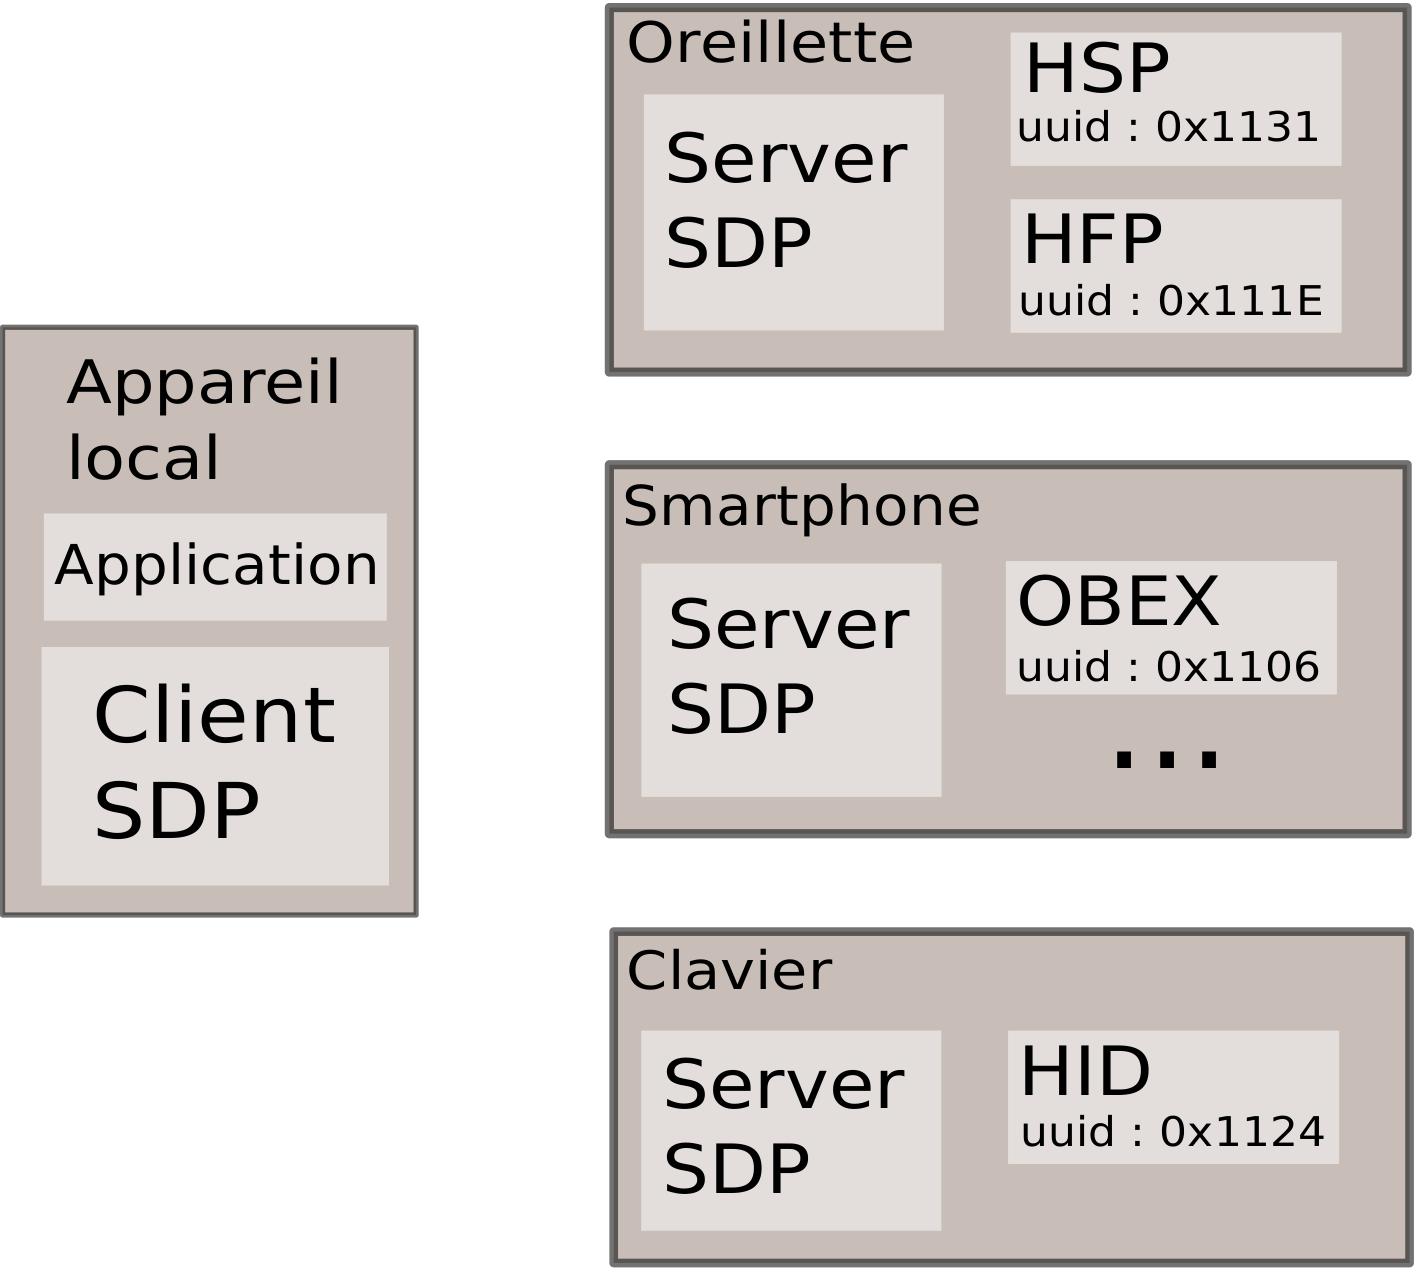 Appareil
local
Application
Client
SDP
Oreillette
Server
SDP
HSP
uuid : 0x1131
HFP
uuid : 0x111E
Smartphone
Server
SDP
OBEX
uuid : 0x1106
...
Clavier
Server
SDP
HID
uuid : 0x1124